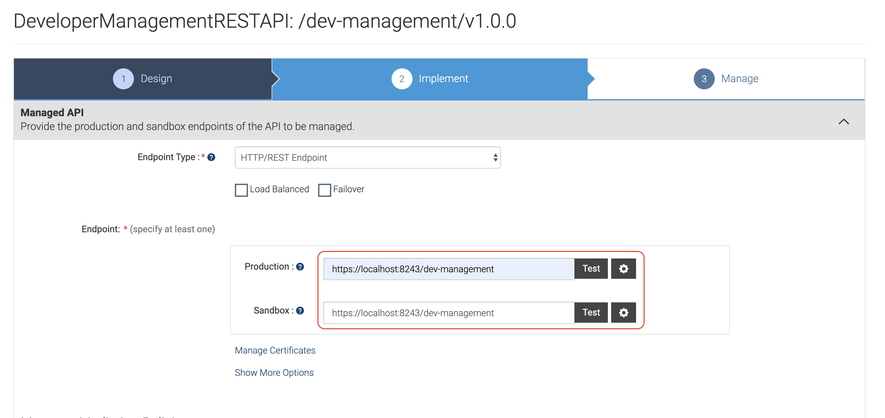 DeveloperManagementRESTAPI: /dev-management/v1.0.0
1 Design 2 Implement 3 Manage
Managed API
Provide the production and sandbox endpoints of the API to be managed.
Endpoint Type : * ? HTTP/REST Endpoint
Load Balanced Failover
Endpoint: * (specify at least one)
Production : ? https://localhost:8243/dev-management Test
Sandbox : ? https://localhost:8243/dev-management Test
Manage Certificates
Show More Options